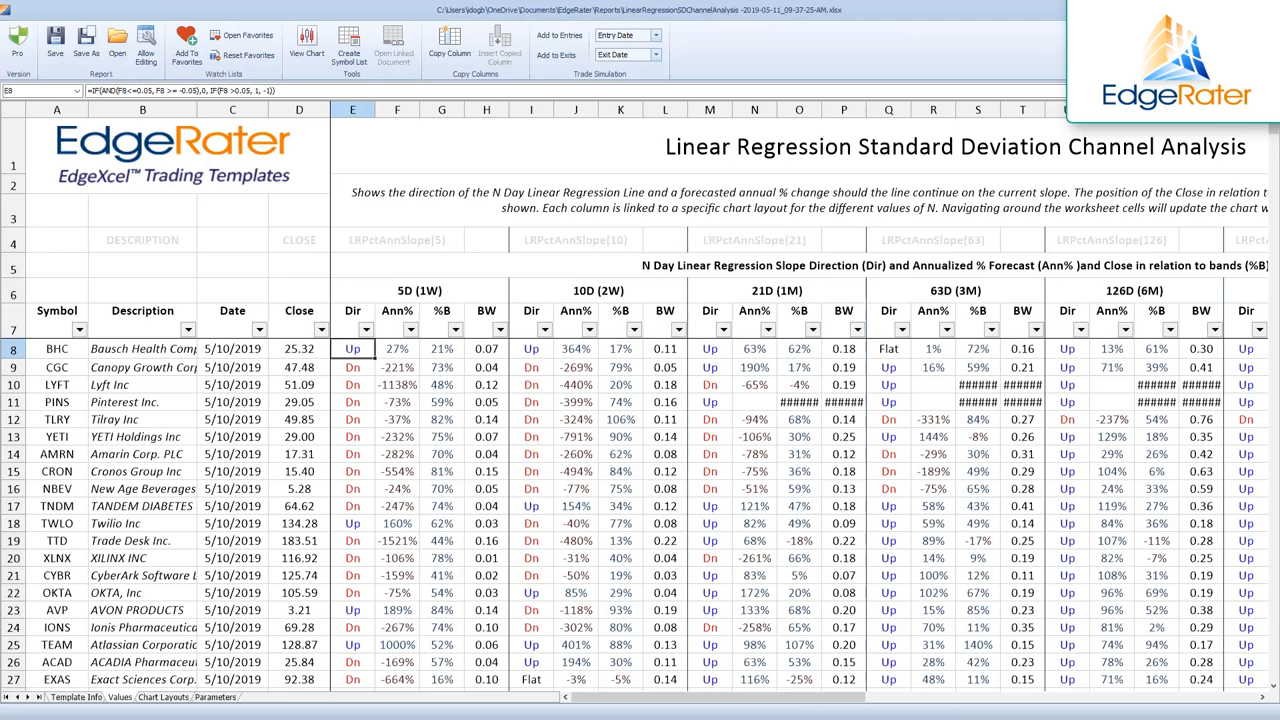 C:\Users\jdogb\OneDrive\Documents\EdgeRater\Reports\LinearRegressionSDChannelAnalysis -2019-05-11_09-37-25-AM.xlsx
Pro Save Save As Open Allow Editing Add To Favorites Open Favorites Reset Favorites View Chart Create Symbol List Open Linked Document Copy Column Insert Copied Column Add to Entries Entry Date Add to Exits Exit Date
Version Report Watch Lists Tools Copy Columns Trade Simulation
EdgeRater
E8 =IF(AND(F8<=0.05, F8 >= -0.05),0, IF(F8 >0.05, 1, -1))
A B C D E F G H I J K L M N O P Q R S T
1 EdgeRater Linear Regression Standard Deviation Channel Analysis
EdgeXcel™ Trading Templates
2 Shows the direction of the N Day Linear Regression Line and a forecasted annual % change should the line continue on the current slope. The position of the Close in relation t
3 shown. Each column is linked to a specific chart layout for the different values of N. Navigating around the worksheet cells will update the chart w
4 DESCRIPTION CLOSE LRPctAnnSlope(5) LRPctAnnSlope(10) LRPctAnnSlope(21) LRPctAnnSlope(63) LRPctAnnSlope(126) LRPctA
5 N Day Linear Regression Slope Direction (Dir) and Annualized % Forecast (Ann% )and Close in relation to bands (%B)
6 5D (1W) 10D (2W) 21D (1M) 63D (3M) 126D (6M)
7 Symbol Description Date Close Dir Ann% %B BW Dir Ann% %B BW Dir Ann% %B BW Dir Ann% %B BW Dir Ann% %B BW Dir
8 BHC Bausch Health Comp 5/10/2019 25.32 Up 27% 21% 0.07 Up 364% 17% 0.11 Up 63% 62% 0.18 Flat 1% 72% 0.16 Up 13% 61% 0.30 Up
9 CGC Canopy Growth Corp 5/10/2019 47.48 Dn -221% 73% 0.04 Dn -269% 79% 0.05 Up 190% 17% 0.19 Up 16% 59% 0.21 Up 71% 39% 0.41 Up
10 LYFT Lyft Inc 5/10/2019 51.09 Dn -1138% 48% 0.12 Dn -440% 20% 0.18 Dn -65% -4% 0.19 Up ###### ###### Up ###### ###### Up
11 PINS Pinterest Inc. 5/10/2019 29.05 Dn -73% 59% 0.05 Dn -399% 74% 0.16 Up ###### ###### Up ###### ###### Up ###### ###### Up
12 TLRY Tilray Inc 5/10/2019 49.85 Dn -37% 82% 0.14 Dn -324% 106% 0.11 Dn -94% 68% 0.14 Dn -331% 84% 0.27 Dn -237% 54% 0.76 Dn
13 YETI YETI Holdings Inc 5/10/2019 29.00 Dn -232% 75% 0.07 Dn -791% 90% 0.14 Dn -106% 30% 0.25 Up 144% -8% 0.26 Up 129% 18% 0.35 Up
14 AMRN Amarin Corp. PLC 5/10/2019 17.31 Dn -282% 70% 0.04 Dn -260% 62% 0.08 Dn -78% 31% 0.12 Dn -29% 30% 0.31 Up 29% 26% 0.42 Up
15 CRON Cronos Group Inc 5/10/2019 15.40 Dn -554% 81% 0.15 Dn -494% 84% 0.12 Dn -75% 36% 0.18 Dn -189% 49% 0.29 Up 104% 6% 0.63 Up
16 NBEV New Age Beverages 5/10/2019 5.28 Dn -24% 70% 0.05 Dn -77% 75% 0.08 Dn -51% 59% 0.13 Dn -75% 65% 0.28 Up 24% 33% 0.59 Up
17 TNDM TANDEM DIABETES 5/10/2019 64.62 Dn -247% 74% 0.04 Up 154% 34% 0.12 Up 121% 47% 0.18 Up 58% 43% 0.41 Up 119% 27% 0.36 Up
18 TWLO Twilio Inc 5/10/2019 134.28 Up 160% 62% 0.03 Dn -40% 77% 0.08 Up 82% 49% 0.09 Up 59% 49% 0.14 Up 84% 36% 0.18 Up
19 TTD Trade Desk Inc. 5/10/2019 183.51 Dn -1521% 44% 0.16 Dn -480% 13% 0.22 Up 68% -18% 0.22 Up 89% -17% 0.25 Up 107% -11% 0.28 Up
20 XLNX XILINX INC 5/10/2019 116.92 Dn -106% 78% 0.01 Dn -31% 40% 0.04 Dn -261% 66% 0.18 Up 14% 9% 0.19 Up 82% -7% 0.25 Up
21 CYBR CyberArk Software L 5/10/2019 125.74 Dn -159% 41% 0.02 Dn -50% 19% 0.03 Up 83% 5% 0.07 Up 100% 12% 0.11 Up 108% 31% 0.19 Up
22 OKTA OKTA, Inc 5/10/2019 105.59 Dn -75% 54% 0.03 Up 85% 29% 0.04 Up 172% 20% 0.08 Up 102% 67% 0.19 Up 96% 69% 0.19 Up
23 AVP AVON PRODUCTS 5/10/2019 3.21 Up 189% 84% 0.14 Dn -118% 93% 0.19 Up 133% 68% 0.20 Up 15% 85% 0.23 Up 96% 52% 0.38 Up
24 IONS Ionis Pharmaceutica 5/10/2019 69.28 Dn -267% 74% 0.10 Dn -302% 80% 0.08 Dn -258% 65% 0.17 Up 70% 11% 0.35 Up 81% 2% 0.29 Up
25 TEAM Atlassian Corporatic 5/10/2019 128.87 Up 1000% 52% 0.06 Up 401% 88% 0.13 Up 98% 107% 0.20 Up 31% 140% 0.15 Up 74% 94% 0.17 Up
26 ACAD ACADIA Pharmaceut 5/10/2019 25.84 Dn -169% 57% 0.04 Up 194% 30% 0.11 Up 63% 53% 0.15 Up 28% 42% 0.23 Up 78% 26% 0.28 Up
27 EXAS Exact Sciences Corp. 5/10/2019 92.38 Dn -664% 16% 0.10 Flat -3% -5% 0.14 Up 116% -25% 0.12 Up 48% 11% 0.15 Up 71% 16% 0.24 Up
Template Info Values Chart Layouts Parameters